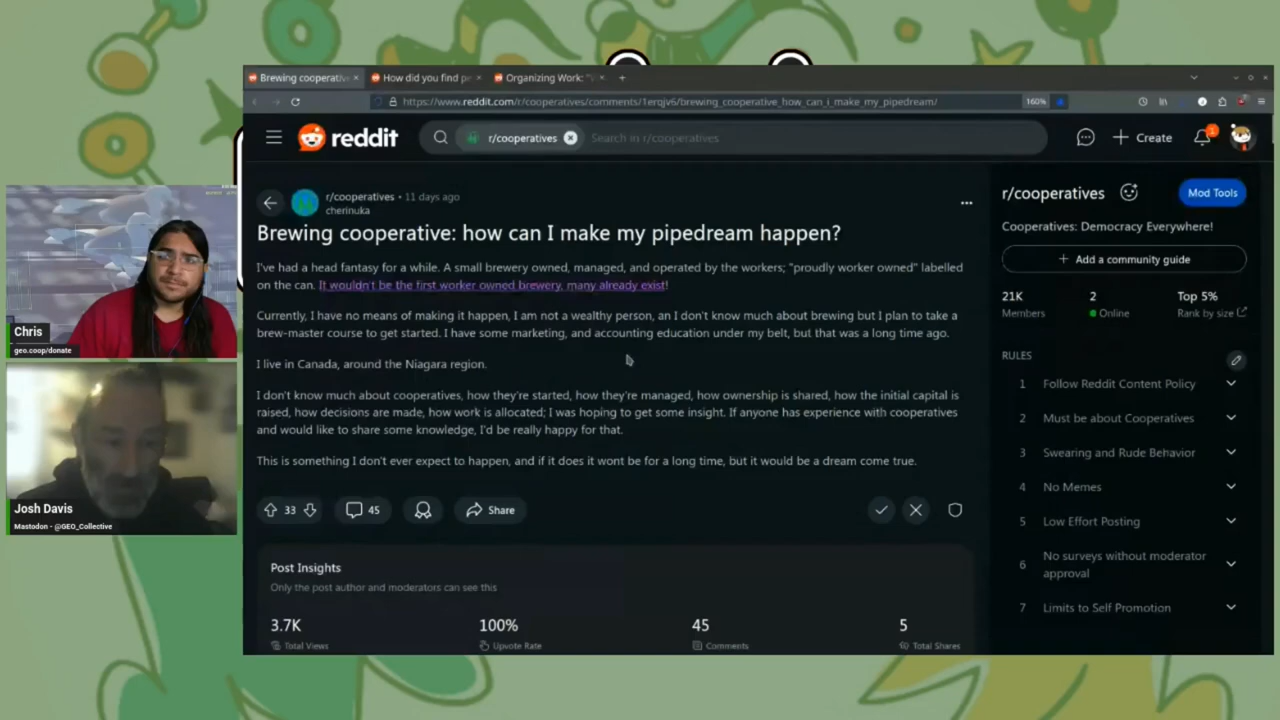 Brewing cooperativ
How did you find pe
Organizing Work: "
https://www.reddit.com/r/cooperatives/comments/1erqjv6/brewing_cooperative_how_can_i_make_my_pipedream/
160%
reddit
r/cooperatives
Search in r/cooperatives
Create
1
r/cooperatives • 11 days ago
cherinuka
Brewing cooperative: how can I make my pipedream happen?
I've had a head fantasy for a while. A small brewery owned, managed, and operated by the workers; "proudly worker owned" labelled
on the can. It wouldn't be the first worker owned brewery, many already exist!
Currently, I have no means of making it happen, I am not a wealthy person, an I don't know much about brewing but I plan to take a
brew-master course to get started. I have some marketing, and accounting education under my belt, but that was a long time ago.
I live in Canada, around the Niagara region.
I don't know much about cooperatives, how they're started, how they're managed, how ownership is shared, how the initial capital is
raised, how decisions are made, how work is allocated; I was hoping to get some insight. If anyone has experience with cooperatives
and would like to share some knowledge, I'd be really happy for that.
This is something I don't ever expect to happen, and if it does it wont be for a long time, but it would be a dream come true.
33
45
Share
Post Insights
Only the post author and moderators can see this
3.7K
100%
45
5
Total Views
Upvote Rate
Comments
Total Shares
r/cooperatives
Mod Tools
Cooperatives: Democracy Everywhere!
Add a community guide
21K
2
Top 5%
Members
Online
Rank by size
RULES
1 Follow Reddit Content Policy
2 Must be about Cooperatives
3 Swearing and Rude Behavior
4 No Memes
5 Low Effort Posting
6 No surveys without moderator
approval
7 Limits to Self Promotion
Chris
geo.coop/donate
Josh Davis
Mastodon - @GEO_Collective